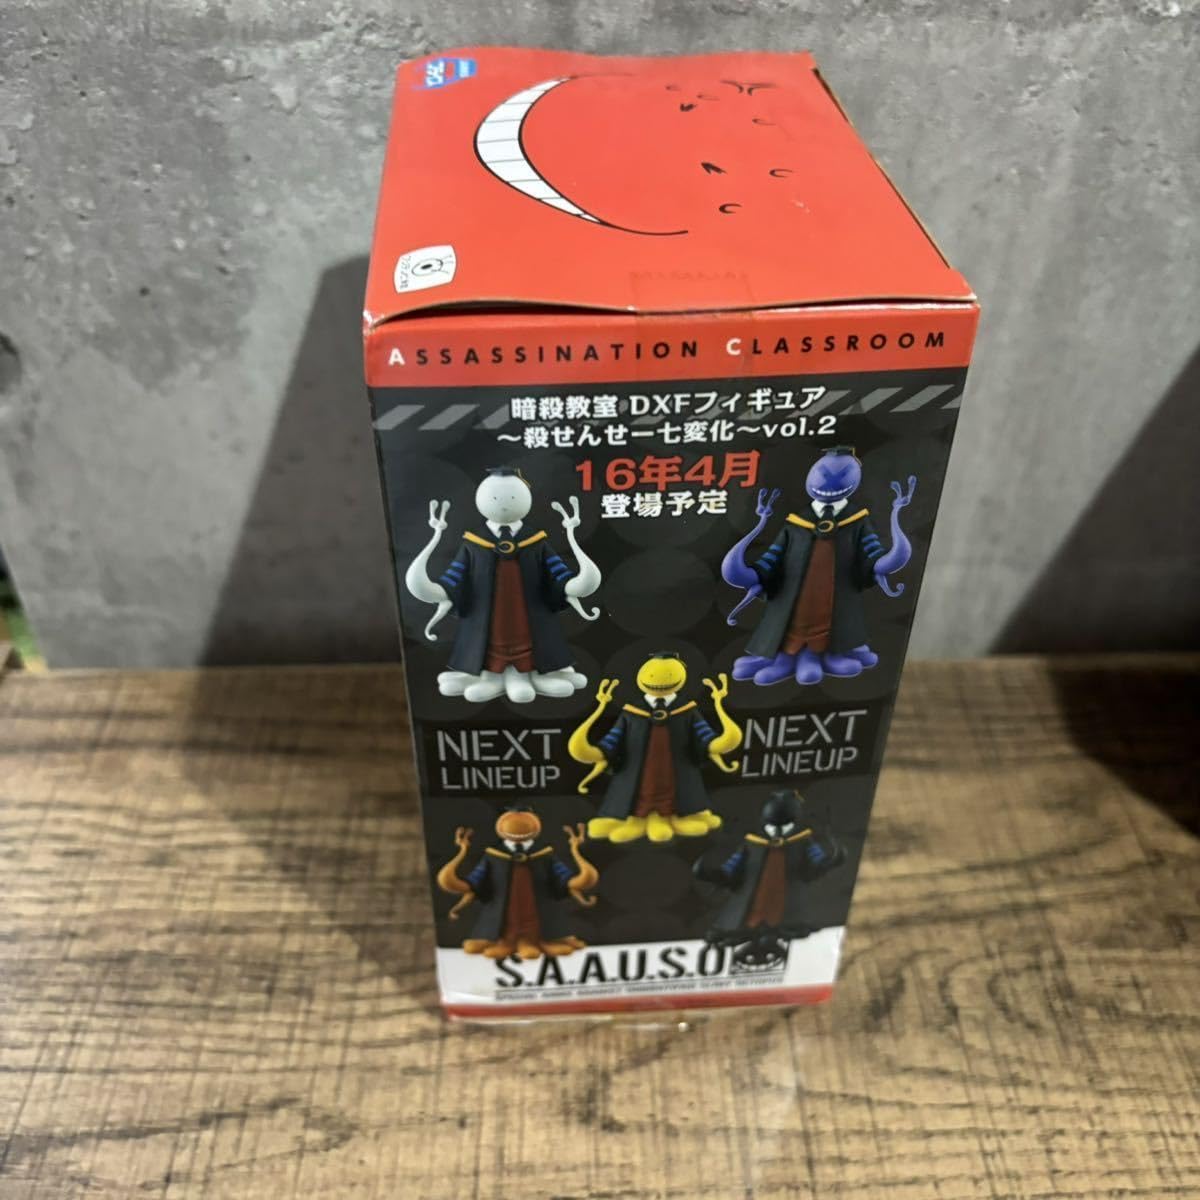 ASSASSINATION CLASSROOM
暗殺教室 DXFフィギュア
～殺せんせー七変化～vol.2
16年4月
登場予定
NEXT
LINEUP
NEXT
LINEUP
S.A.A.U.S.O